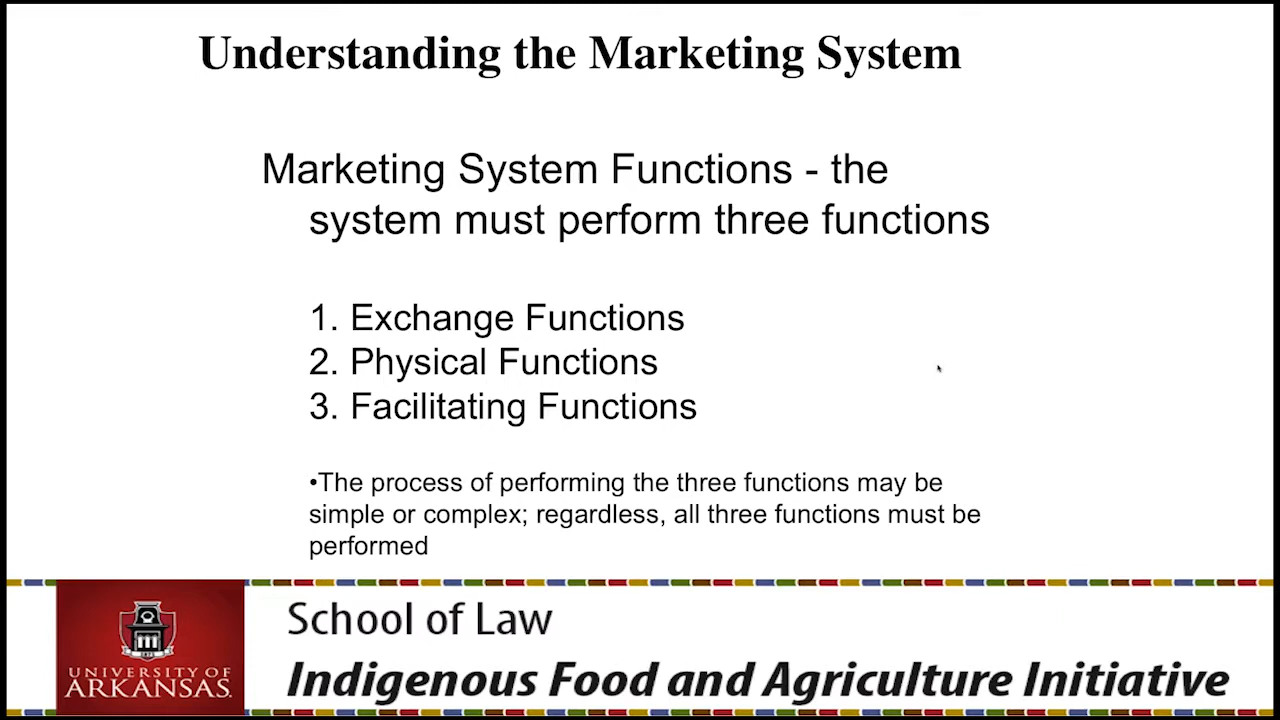 Understanding the Marketing System
Marketing System Functions - the
system must perform three functions
1. Exchange Functions
2. Physical Functions
3. Facilitating Functions
•The process of performing the three functions may be
simple or complex; regardless, all three functions must be
performed
School of Law
UNIVERSITY OF
ARKANSAS.
Indigenous Food and Agriculture Initiative